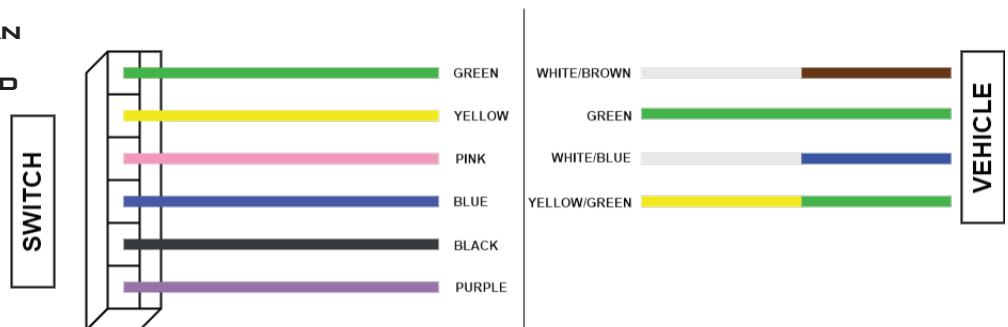 SWITCH
GREEN
YELLOW
PINK
BLUE
BLACK
PURPLE
WHITE/BROWN
GREEN
WHITE/BLUE
YELLOW/GREEN
VEHICLE